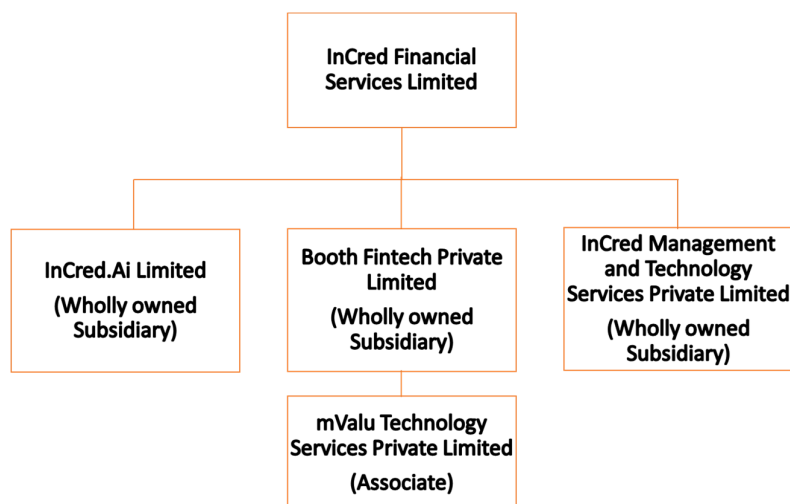 InCred Financial
Services Limited
InCred.Ai Limited
(Wholly owned
Subsidiary)
Booth Fintech Private
Limited
(Wholly owned
Subsidiary)
InCred Management
and Technology
Services Private Limited
(Wholly owned
Subsidiary)
mValu Technology
Services Private Limited
(Associate)